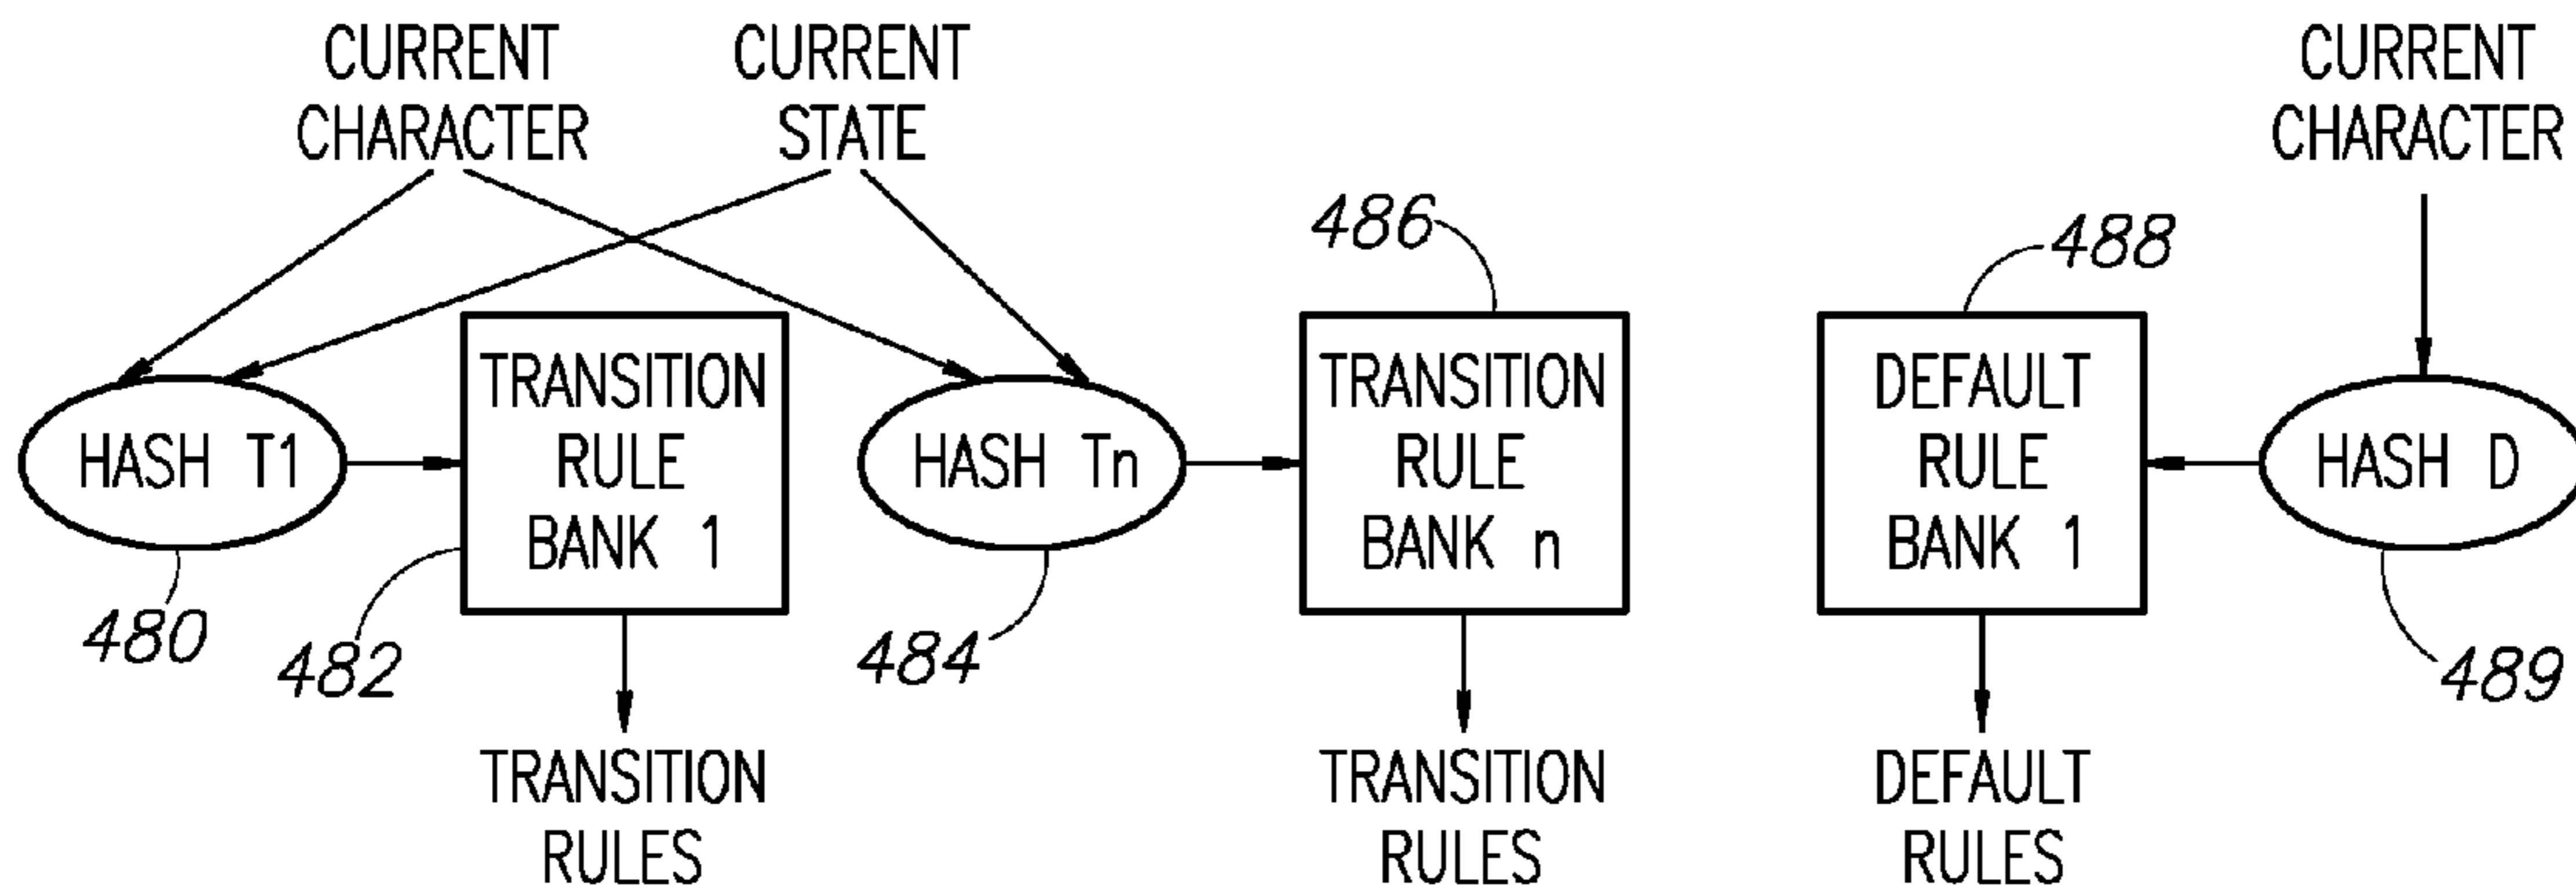 CURRENT
CHARACTER
CURRENT
STATE
CURRENT
CHARACTER
486
488
HASH T1
TRANSITION
RULE
BANK 1
HASH Tn
TRANSITION
RULE
BANK n
DEFAULT
RULE
BANK 1
HASH D
480
482
484
489
TRANSITION
RULES
TRANSITION
RULES
DEFAULT
RULES